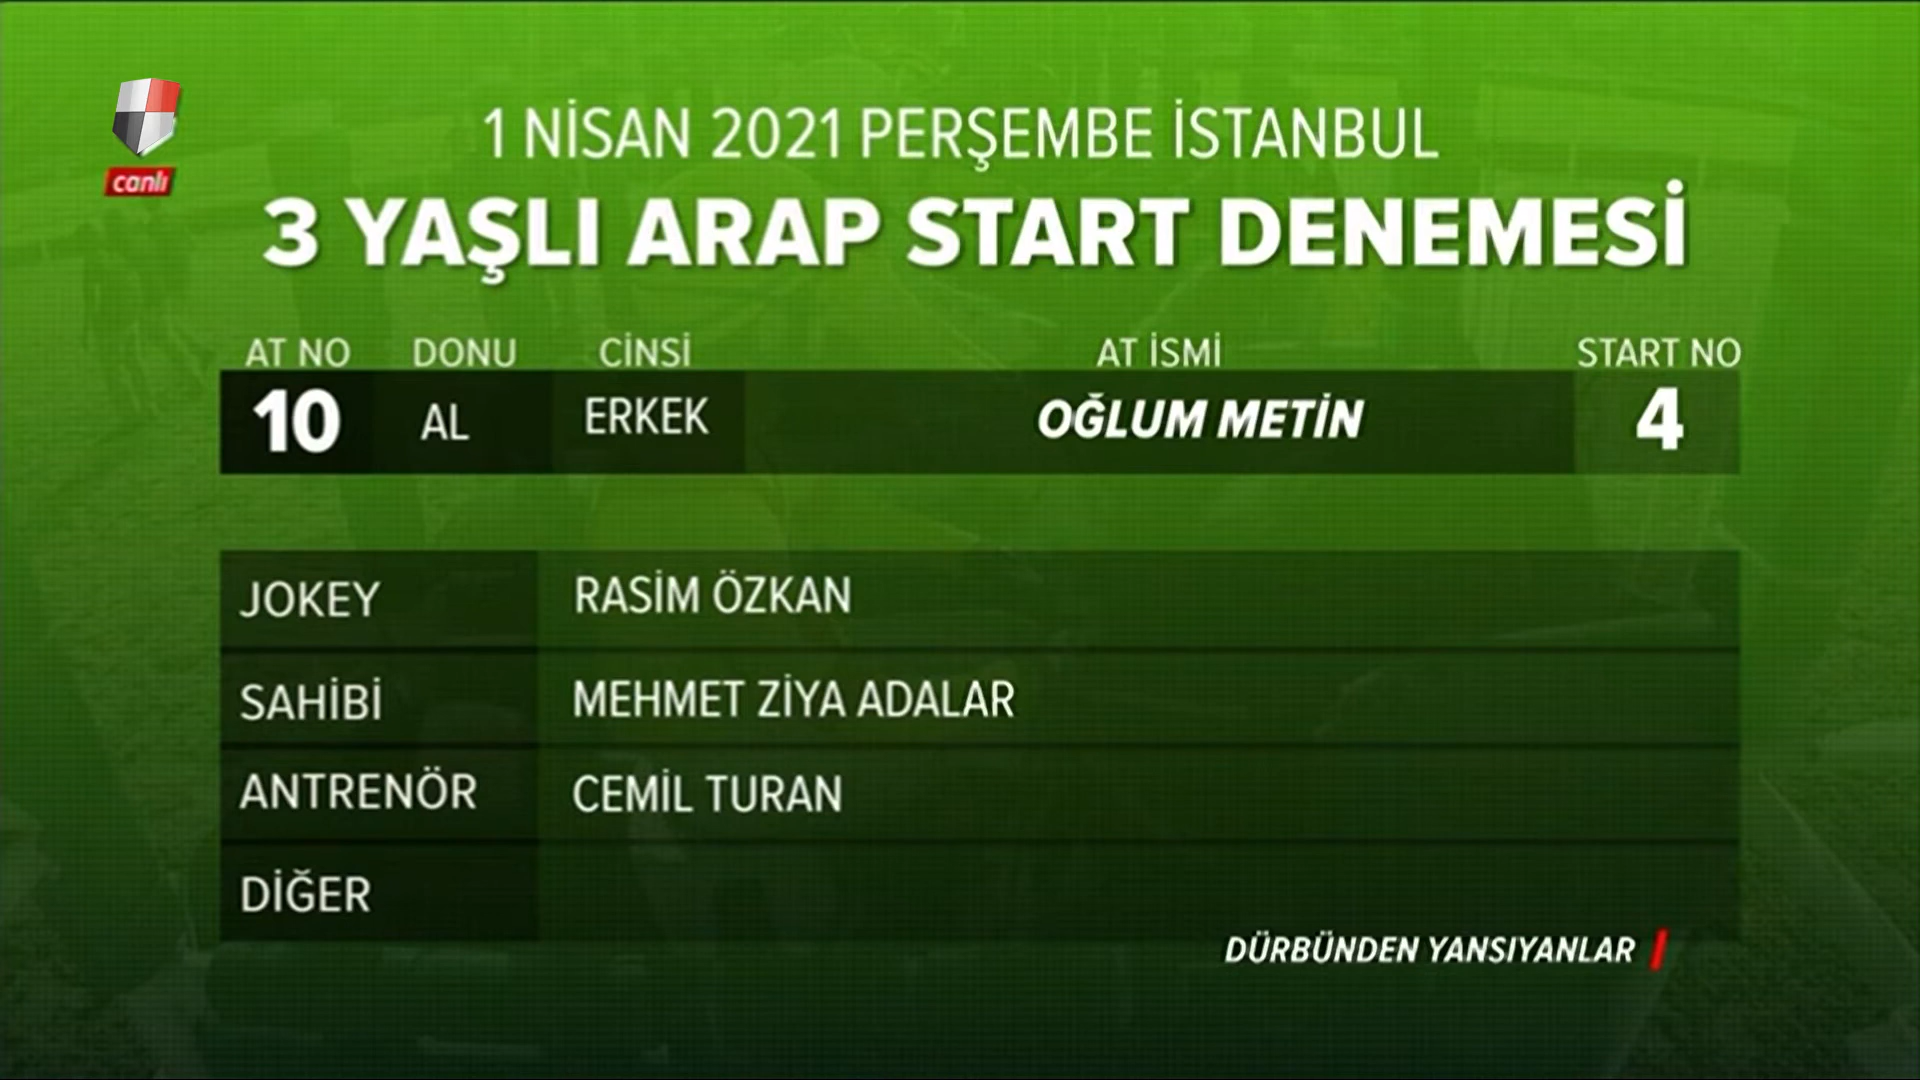 canlı
1 NİSAN 2021 PERŞEMBE İSTANBUL
3 YAŞLI ARAP START DENEMESİ
AT NO DONU CİNSİ AT İSMİ START NO
10 AL ERKEK OĞLUM METİN 4
JOKEY RASİM ÖZKAN
SAHİBİ MEHMET ZİYA ADALAR
ANTRENÖR CEMİL TURAN
DİĞER
DÜRBÜNDEN YANSIYANLAR